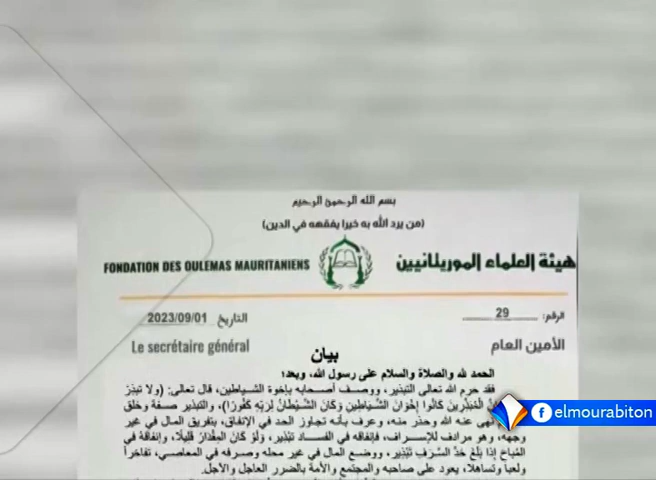 بسم الله الرحمن الرحيم
(من يرد الله به خيرا يفقهه في الدين)
FONDATION DES OULEMAS MAURITANIENS هيئة العلماء الموريتانيين
الرقم: 29 التاريخ 2023/09/01
الأمين العام Le secrétaire général
بيان
الحمد لله والصلاة والسلام على رسول الله، وبعد؛
فقد حرم الله تعالى التبذير، ووصف أصحابه بإخوة الشياطين، قال تعالى: (ولا تبذر
إن المبذرين كانوا إخوان الشياطين وكان الشيطان لربه كفورا)، والتبذير صفة وخلق
نهى عنه الله وحذر منه، وعرف بأنه تجاوز الحد في الإنفاق، بتفريق المال في غير
وجهه، وهو مرادف للإسراف، فإنفاقه في الفساد تبذير، ولو كان المقدار قليلا، وإنفاقه في
المباح إذا بلغ حد السرف تبذير، ووضع المال في غير محله وصرفه في المعاصي، تفاخراً
ولعبا وتساهلا، يعود على صاحبه والمجتمع والأمة بالضرر العاجل والآجل.
elmourabiton